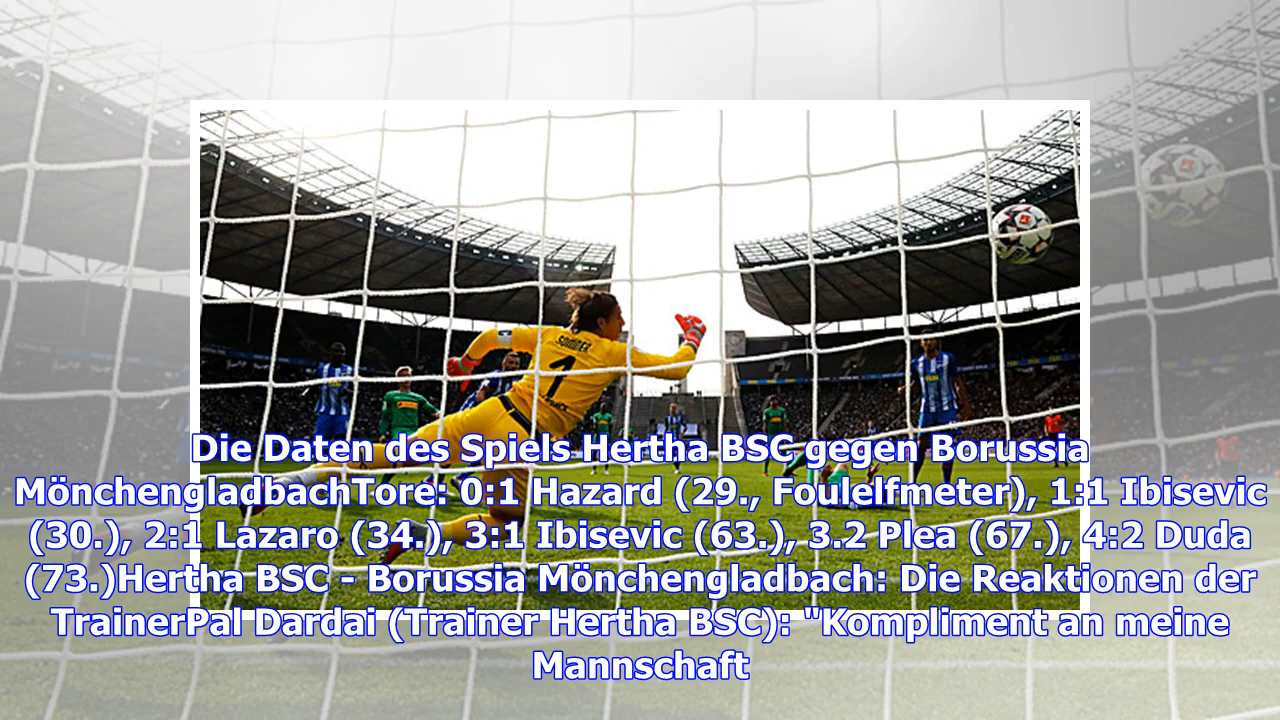 SOMMER
1
Die Daten des Spiels Hertha BSC gegen Borussia
MönchengladbachTore: 0:1 Hazard (29., Foulelfmeter), 1:1 Ibisevic
(30.), 2:1 Lazaro (34.), 3:1 Ibisevic (63.), 3.2 Plea (67.), 4:2 Duda
(73.)Hertha BSC - Borussia Mönchengladbach: Die Reaktionen der
TrainerPal Dardai (Trainer Hertha BSC): "Kompliment an meine
Mannschaft